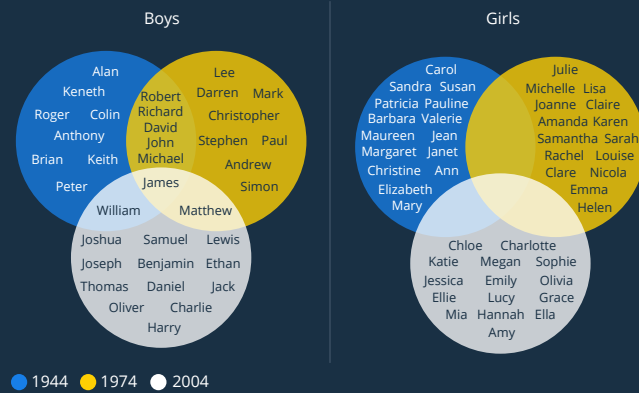 Boys
Alan
Keneth
Roger Colin
Anthony
Brian Keith
Peter
Robert
Richard
David
John
Michael
James
William
Matthew
Lee
Darren Mark
Christopher
Stephen Paul
Andrew
Simon
Joshua Samuel Lewis
Joseph Benjamin Ethan
Thomas Daniel Jack
Oliver Charlie
Harry
Girls
Carol
Sandra Susan
Patricia Pauline
Barbara Valerie
Maureen Jean
Margaret Janet
Christine Ann
Elizabeth
Mary
Julie
Michelle Lisa
Joanne Claire
Amanda Karen
Samantha Sarah
Rachel Louise
Clare Nicola
Emma
Helen
Chloe Charlotte
Katie Megan Sophie
Jessica Emily Olivia
Ellie Lucy Grace
Mia Hannah Ella
Amy
1944 1974 2004